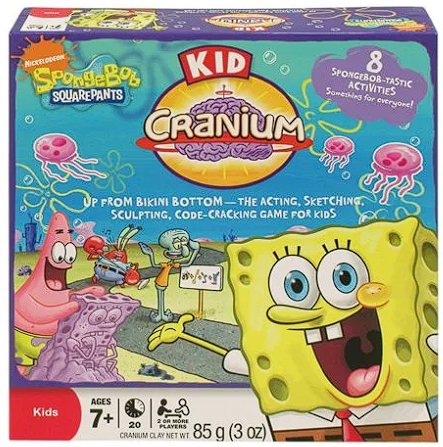 NICKELODEON
SpongeBob
SQUAREPANTS
KID
CRANIUM
8
SPONGEBOB-TASTIC
ACTIVITIES
Something for everyone!
UP FROM BIKINI BOTTOM—THE ACTING, SKETCHING,
SCULPTING, CODE-CRACKING GAME FOR KIDS
Kids
AGES
7+
20
2 OR MORE
PLAYERS
CRANIUM CLAY NET WT 85 g (3 oz)